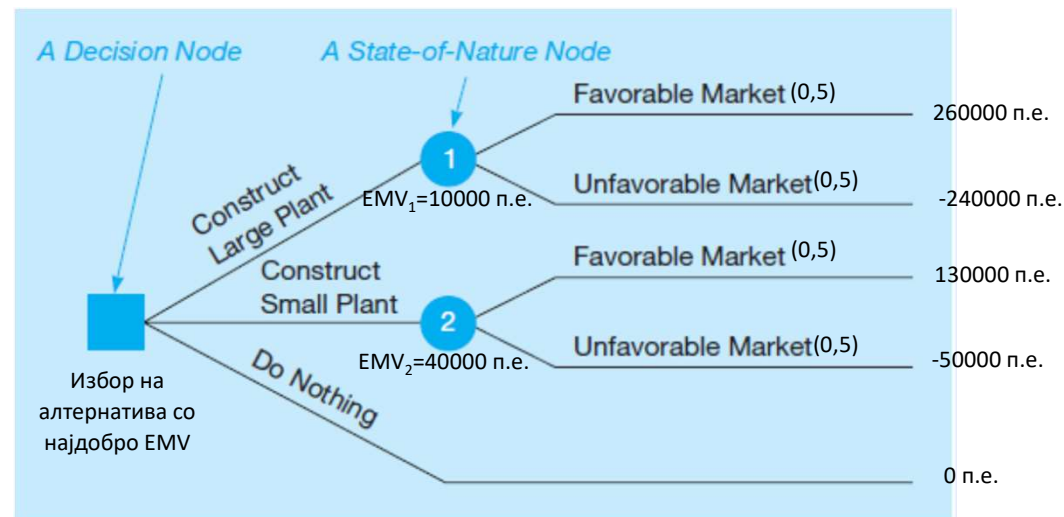 A Decision Node
A State-of-Nature Node
Favorable Market (0,5)
260000 п.е.
1
Construct
Large Plant
EMV₁=10000 п.е.
Unfavorable Market(0,5)
-240000 п.е.
Favorable Market (0,5)
130000 п.е.
Construct
Small Plant
2
EMV₂=40000 п.е.
Unfavorable Market(0,5)
-50000 п.е.
Избор на
алтернатива со
најдобро EMV
Do Nothing
0 п.е.